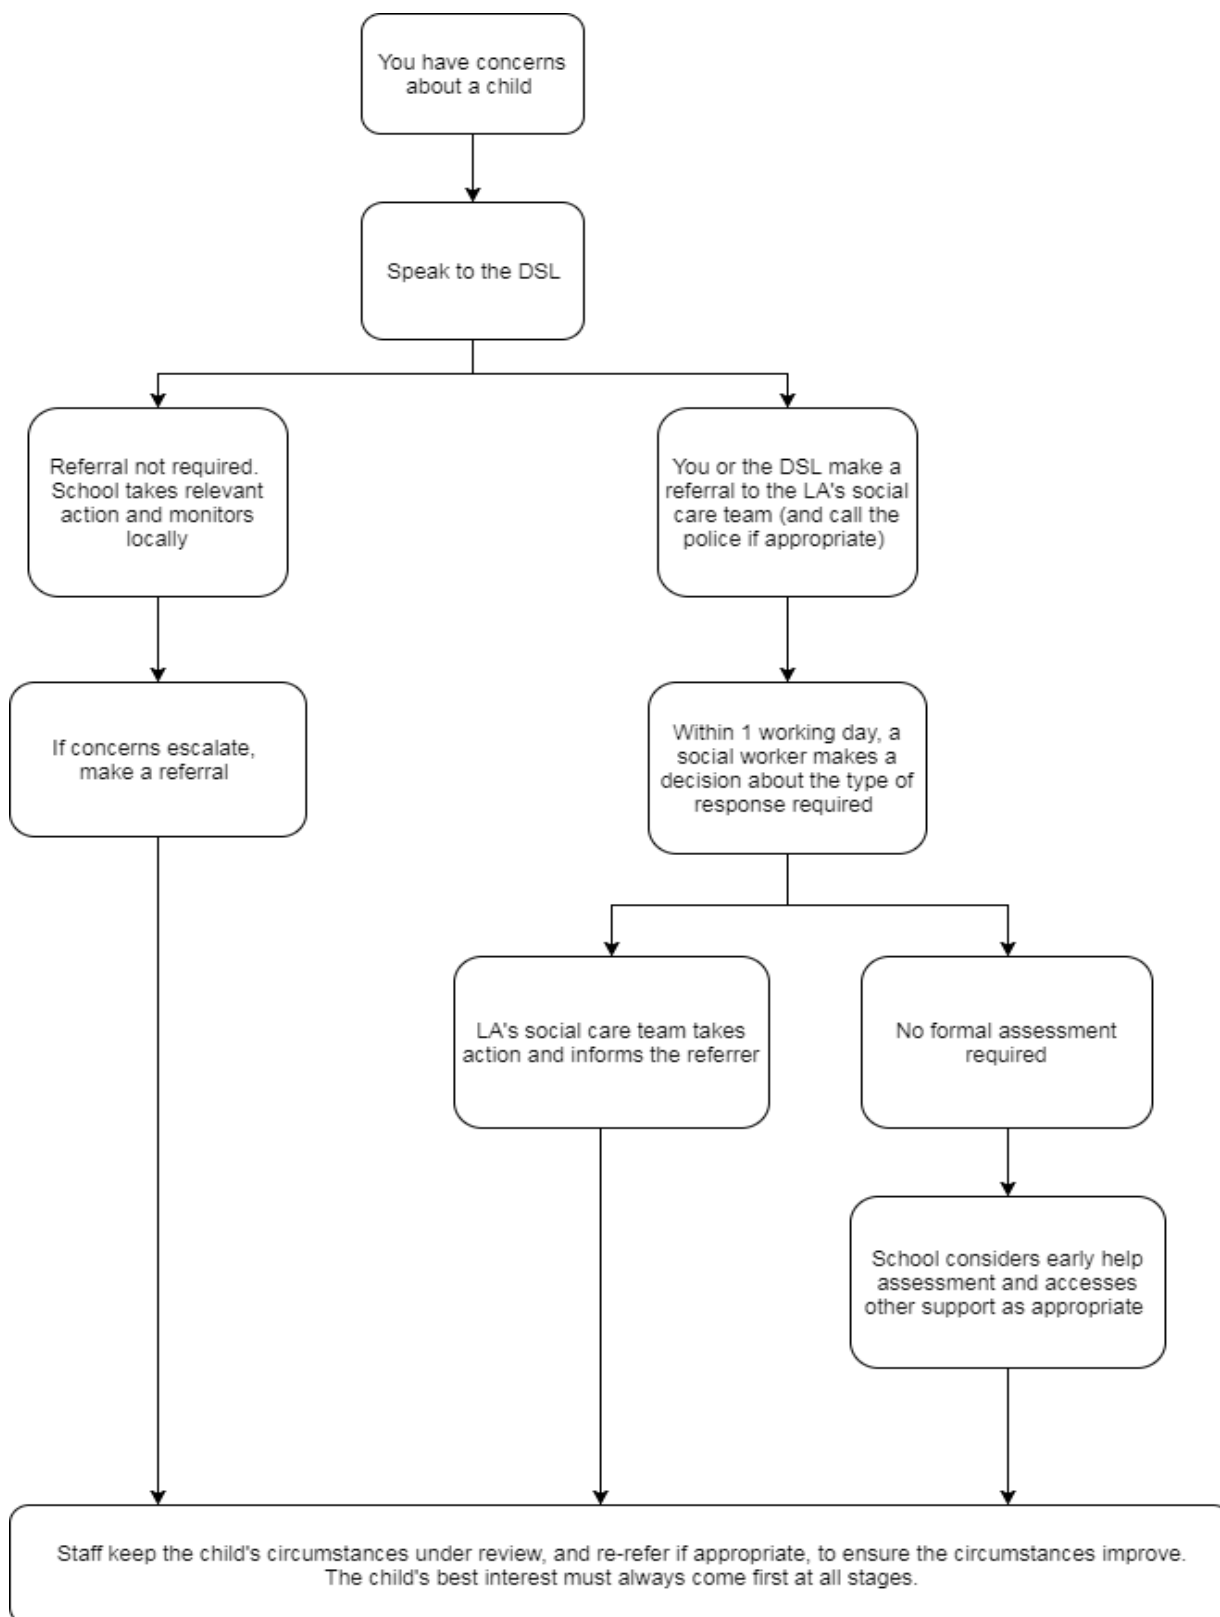 You have concerns
about a child
Speak to the DSL
Referral not required.
School takes relevant
action and monitors
locally
You or the DSL make a
referral to the LA's social
care team (and call the
police if appropriate)
If concerns escalate,
make a referral
Within 1 working day, a
social worker makes a
decision about the type of
response required
LA's social care team takes
action and informs the referrer
No formal assessment
required
School considers early help
assessment and accesses
other support as appropriate
Staff keep the child's circumstances under review, and re-refer if appropriate, to ensure the circumstances improve.
The child's best interest must always come first at all stages.